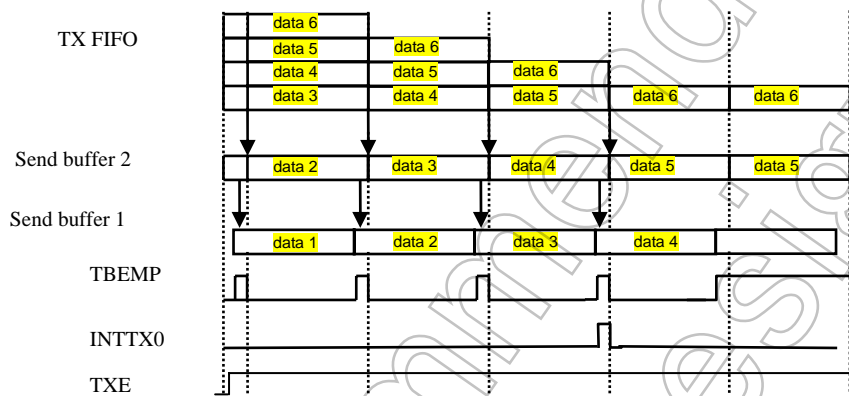 data 6
TX FIFO
data 5 data 6
data 4 data 5 data 6
data 3 data 4 data 5 data 6 data 6
Send buffer 2 data 2 data 3 data 4 data 5 data 5
Send buffer 1
data 1 data 2 data 3 data 4
TBEMP
INTTX0
TXE